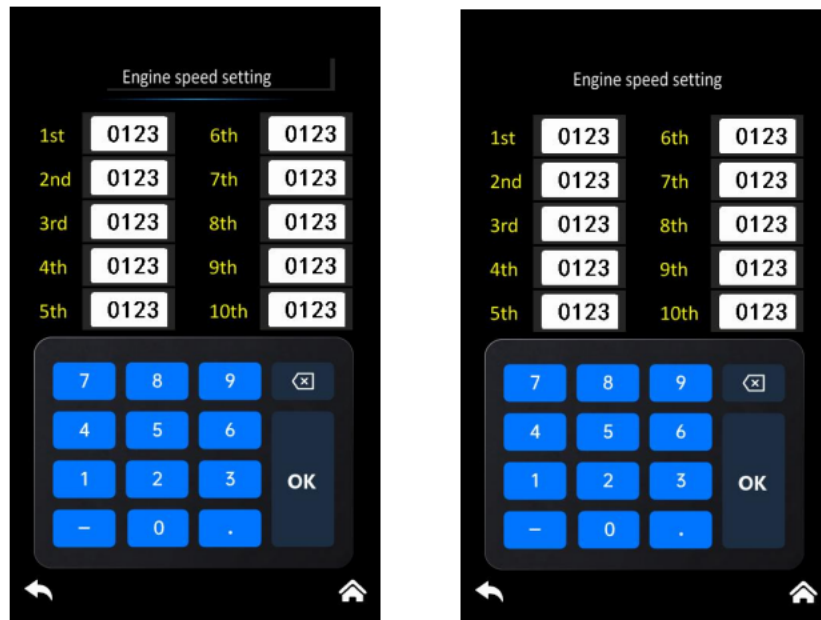 Engine speed setting
1st 0123 6th 0123
2nd 0123 7th 0123
3rd 0123 8th 0123
4th 0123 9th 0123
5th 0123 10th 0123
7 8 9
4 5 6
1 2 3 OK
– 0 .
Engine speed setting
1st 0123 6th 0123
2nd 0123 7th 0123
3rd 0123 8th 0123
4th 0123 9th 0123
5th 0123 10th 0123
7 8 9
4 5 6
1 2 3 OK
– 0 .